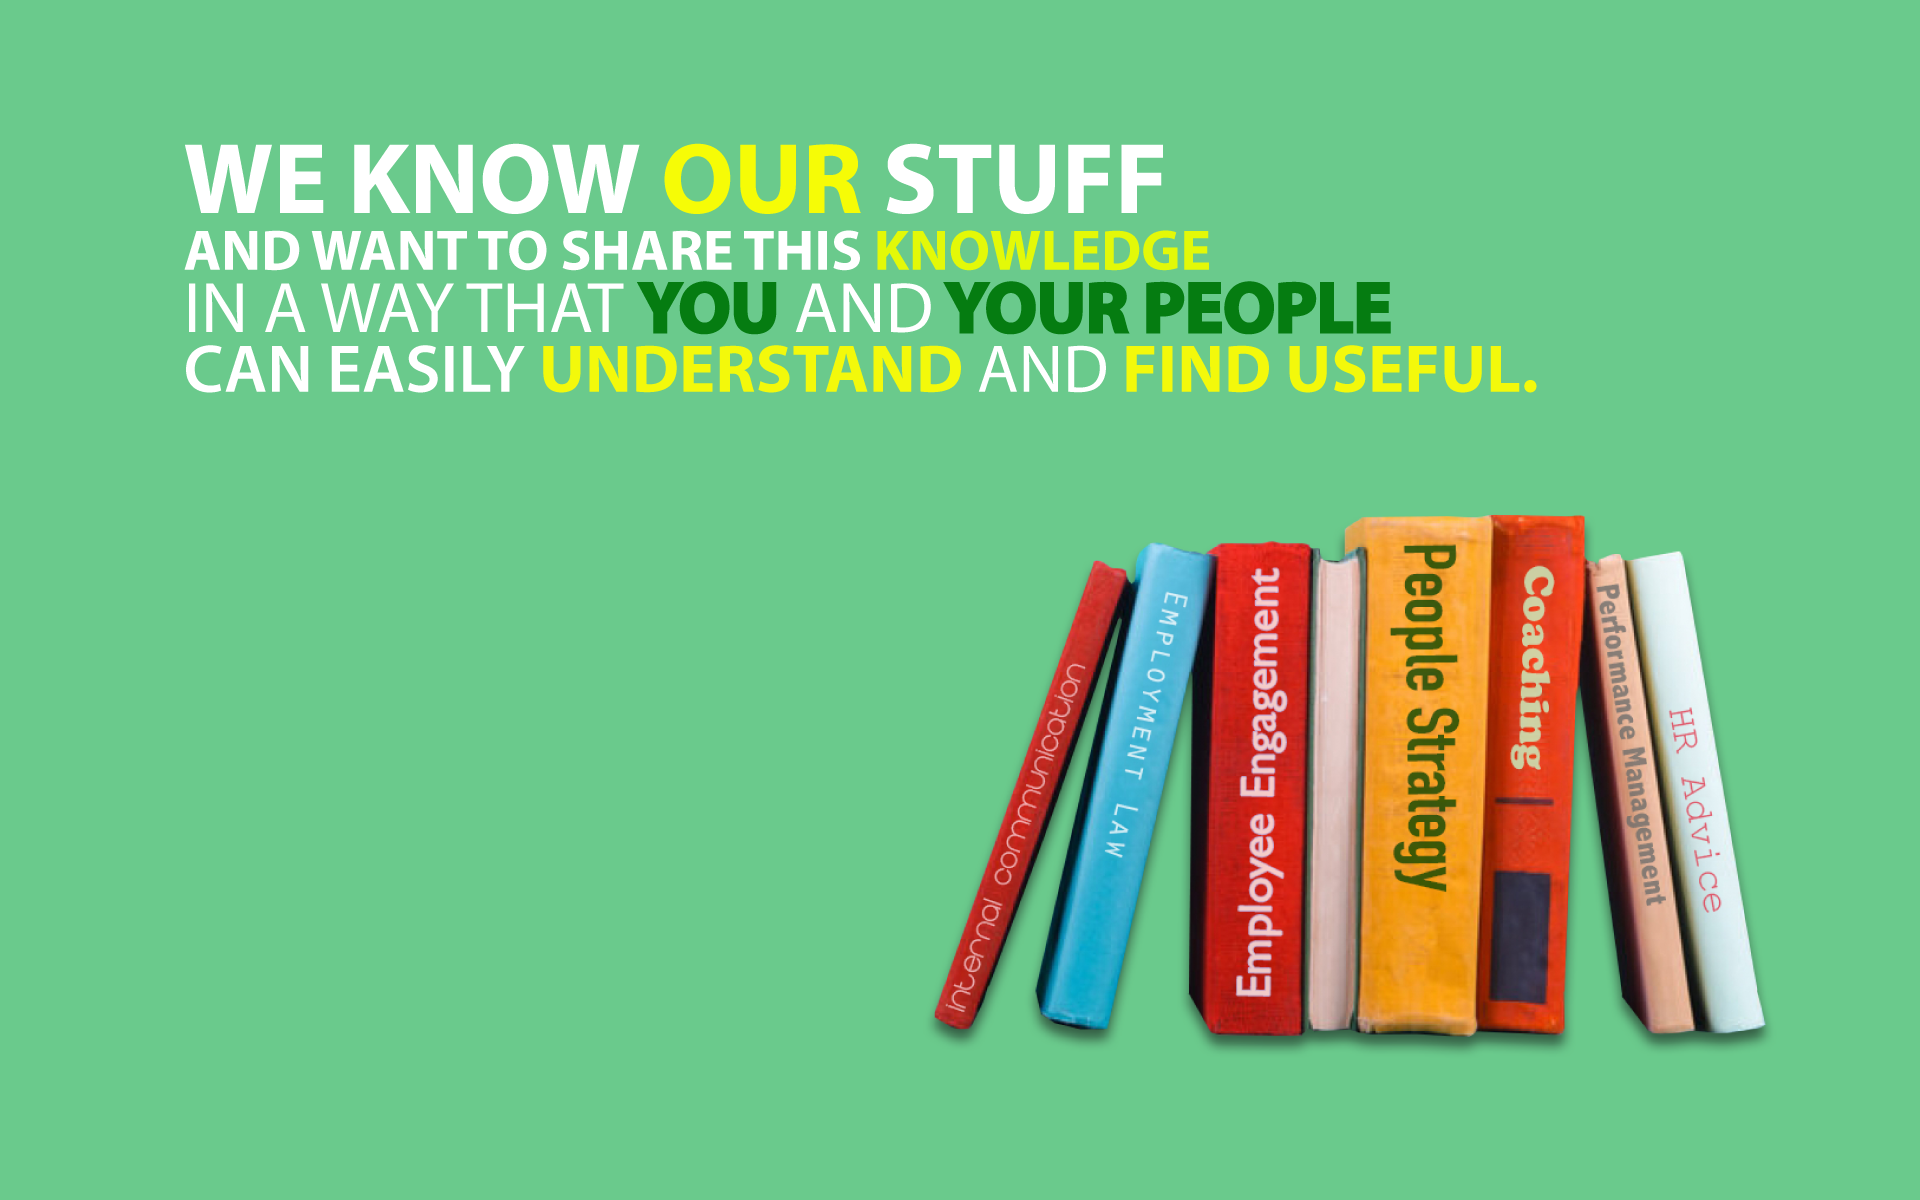 WE KNOW OUR STUFF
AND WANT TO SHARE THIS KNOWLEDGE
IN A WAY THAT YOU AND YOUR PEOPLE
CAN EASILY UNDERSTAND AND FIND USEFUL.
internal communication
EMPLOYMENT LAW
Employee Engagement
People Strategy
Coaching
Performance Management
HR Advice